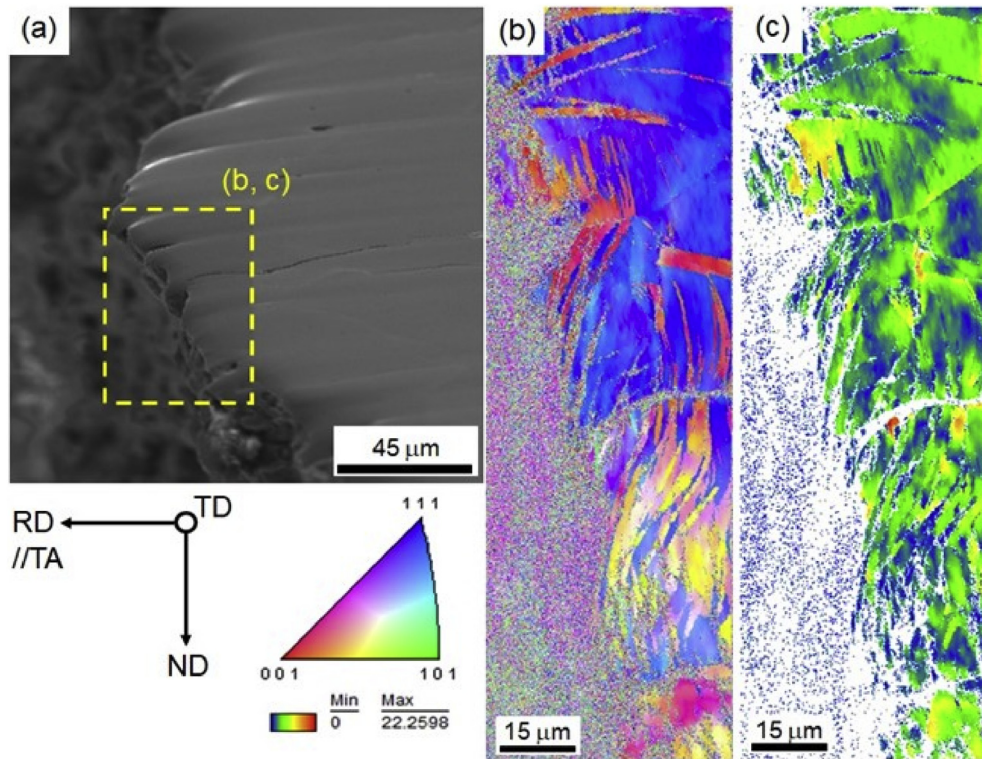 (a)
(b, c)
45 μm
RD
//TA
TD
ND
1 1 1
0 0 1
1 0 1
Min Max
0 22.2598
(b)
15 μm
(c)
15 μm